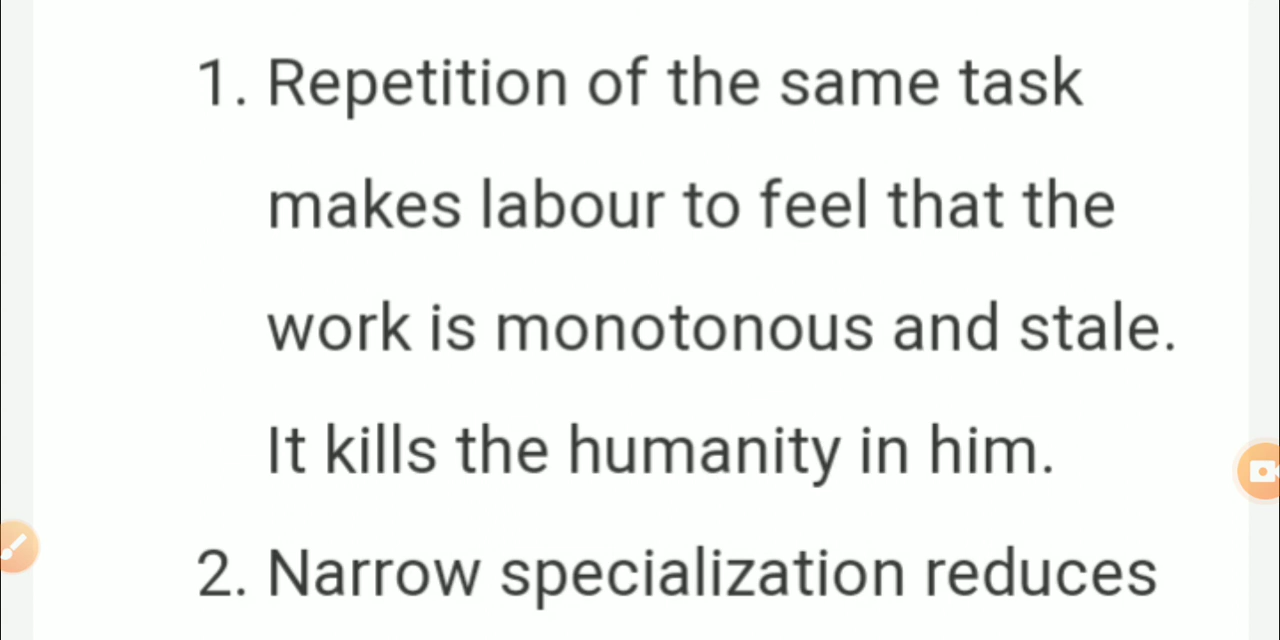 1. Repetition of the same task
makes labour to feel that the
work is monotonous and stale.
It kills the humanity in him.
2. Narrow specialization reduces